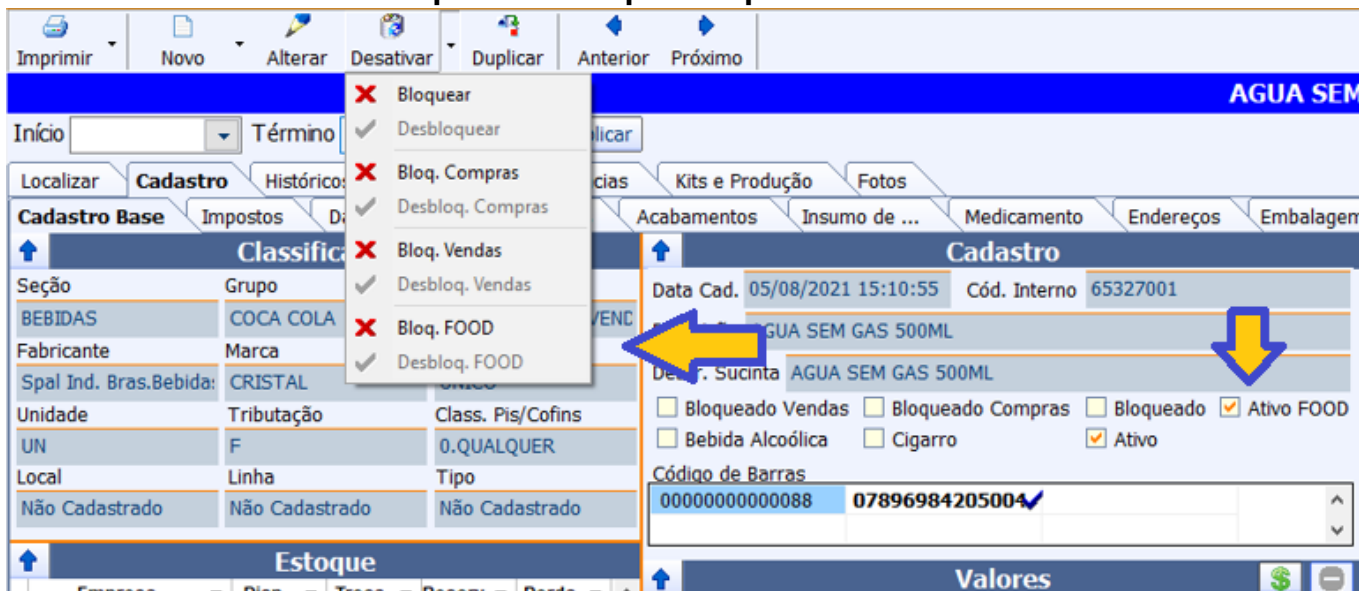 Imprimir Novo Alterar Desativar Duplicar Anterior Próximo
AGUA SEM
Início Término licar
Bloquear
Desbloquear
Bloq. Compras
Desbloq. Compras
Bloq. Vendas
Desbloq. Vendas
Bloq. FOOD
Desbloq. FOOD
Localizar Cadastro Históricos cias Kits e Produção Fotos
Cadastro Base Impostos Da Acabamentos Insumo de ... Medicamento Endereços Embalagem
Classifica
Seção Grupo
BEBIDAS COCA COLA VEND
Fabricante Marca
Spal Ind. Bras.Bebida: CRISTAL UNICO
Unidade Tributação Class. Pis/Cofins
UN F 0.QUALQUER
Local Linha Tipo
Não Cadastrado Não Cadastrado Não Cadastrado
Estoque
Cadastro
Data Cad. 05/08/2021 15:10:55 Cód. Interno 65327001
AGUA SEM GAS 500ML
Sucinta AGUA SEM GAS 500ML
Bloqueado Vendas Bloqueado Compras Bloqueado Ativo FOOD
Bebida Alcoólica Cigarro Ativo
Código de Barras
00000000000088 07896984205004
Valores